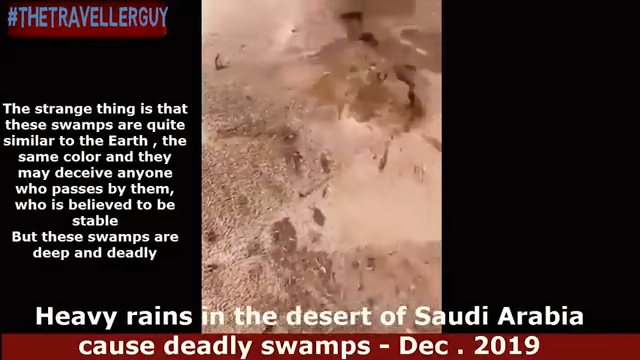 #THETRAVELLERGUY
The strange thing is that
these swamps are quite
similar to the Earth , the
same color and they
may deceive anyone
who passes by them,
who is believed to be
stable
But these swamps are
deep and deadly
Heavy rains in the desert of Saudi Arabia
cause deadly swamps - Dec . 2019